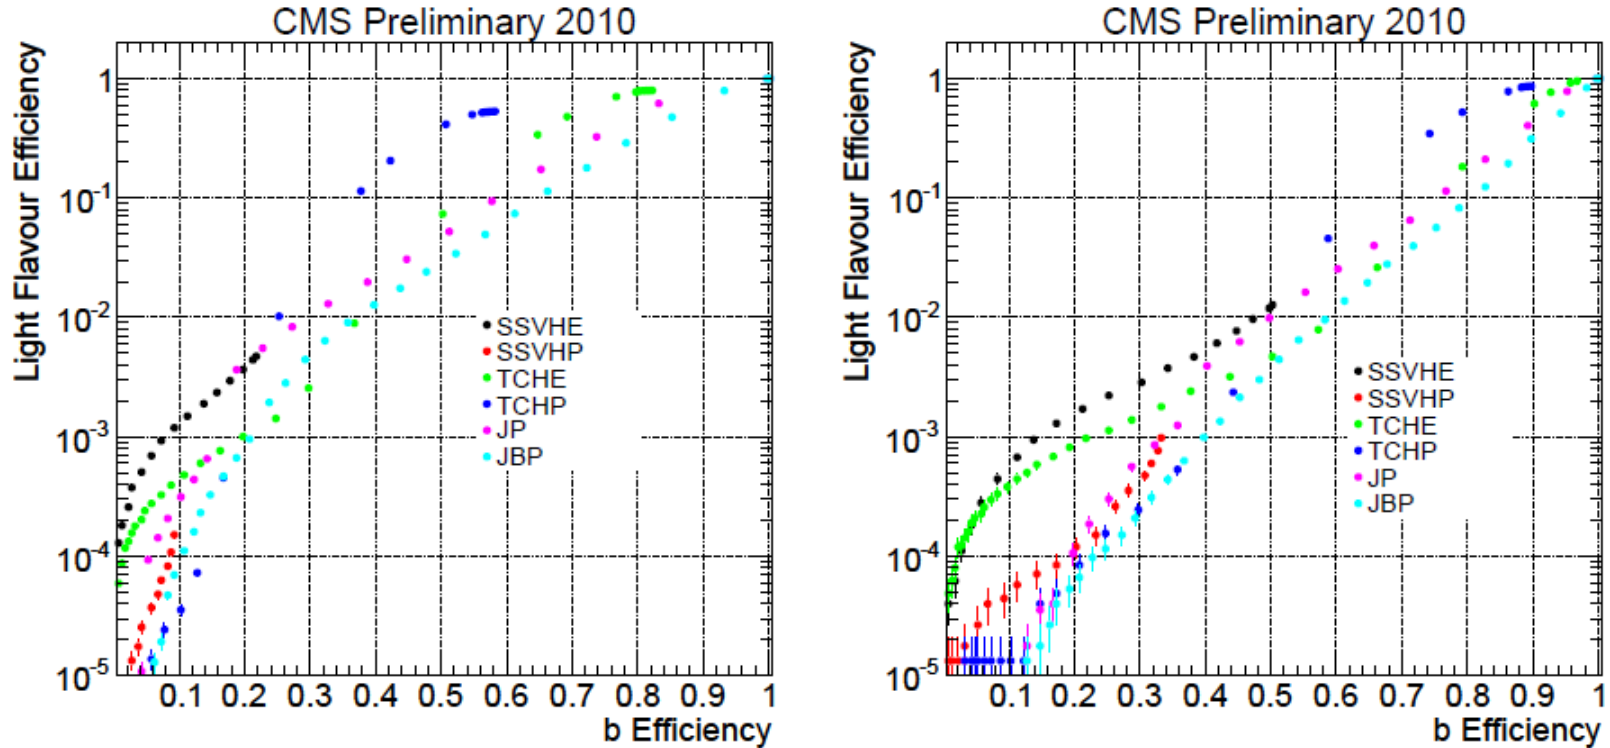 CMS Preliminary 2010
Light Flavour Efficiency
1
10⁻¹
10⁻²
10⁻³
10⁻⁴
10⁻⁵
SSVHE
SSVHP
TCHE
TCHP
JP
JBP
0.1 0.2 0.3 0.4 0.5 0.6 0.7 0.8 0.9 1
b Efficiency
CMS Preliminary 2010
Light Flavour Efficiency
1
10⁻¹
10⁻²
10⁻³
10⁻⁴
10⁻⁵
SSVHE
SSVHP
TCHE
TCHP
JP
JBP
0.1 0.2 0.3 0.4 0.5 0.6 0.7 0.8 0.9 1
b Efficiency